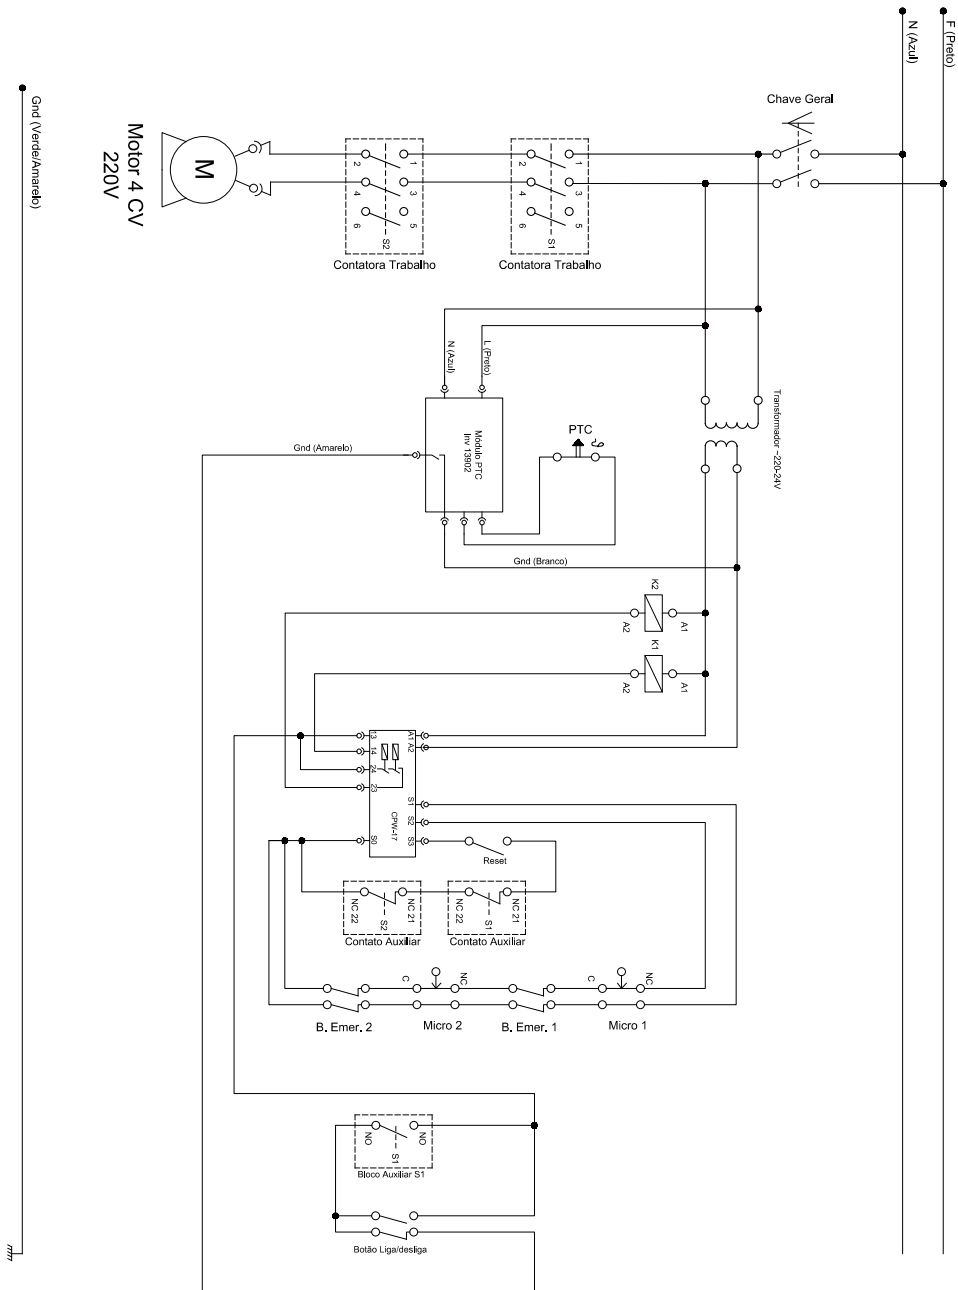 F (Preto)
N (Azul)
Chave Geral
Gnd (Verde/Amarelo)
Motor 4 CV
220V
M
1
2
3
4
5
6
S2
Contatora Trabalho
1
2
3
4
5
6
S1
Contatora Trabalho
N (Azul)
L (Preto)
Transformador ~220-24V
Módulo PTC
Inv 13902
PTC
Gnd (Amarelo)
Gnd (Branco)
K2
A2
A1
K1
A2
A1
13
14
24
23
S0
A1
A2
S1
S2
S3
CPW-17
Reset
NC 22
NC 21
S2
Contato Auxiliar
NC 22
NC 21
S1
Contato Auxiliar
C
NC
C
NC
B. Emer. 2
Micro 2
B. Emer. 1
Micro 1
NO
NO
S1
Bloco Auxiliar S1
Botão Liga/desliga